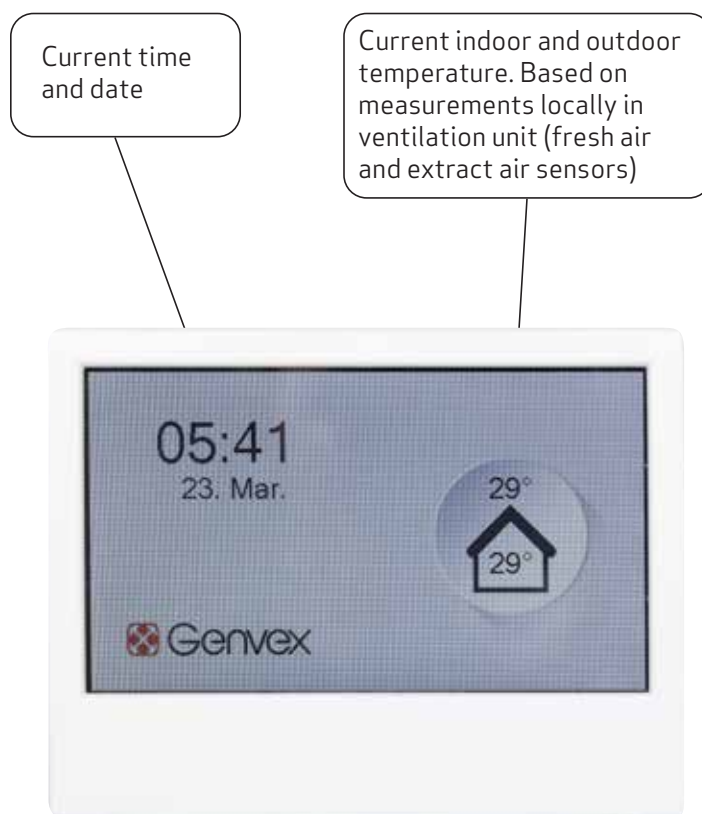 Current time
and date
Current indoor and outdoor
temperature. Based on
measurements locally in
ventilation unit (fresh air
and extract air sensors)
05:41
23. Mar.
29°
29°
Genvex